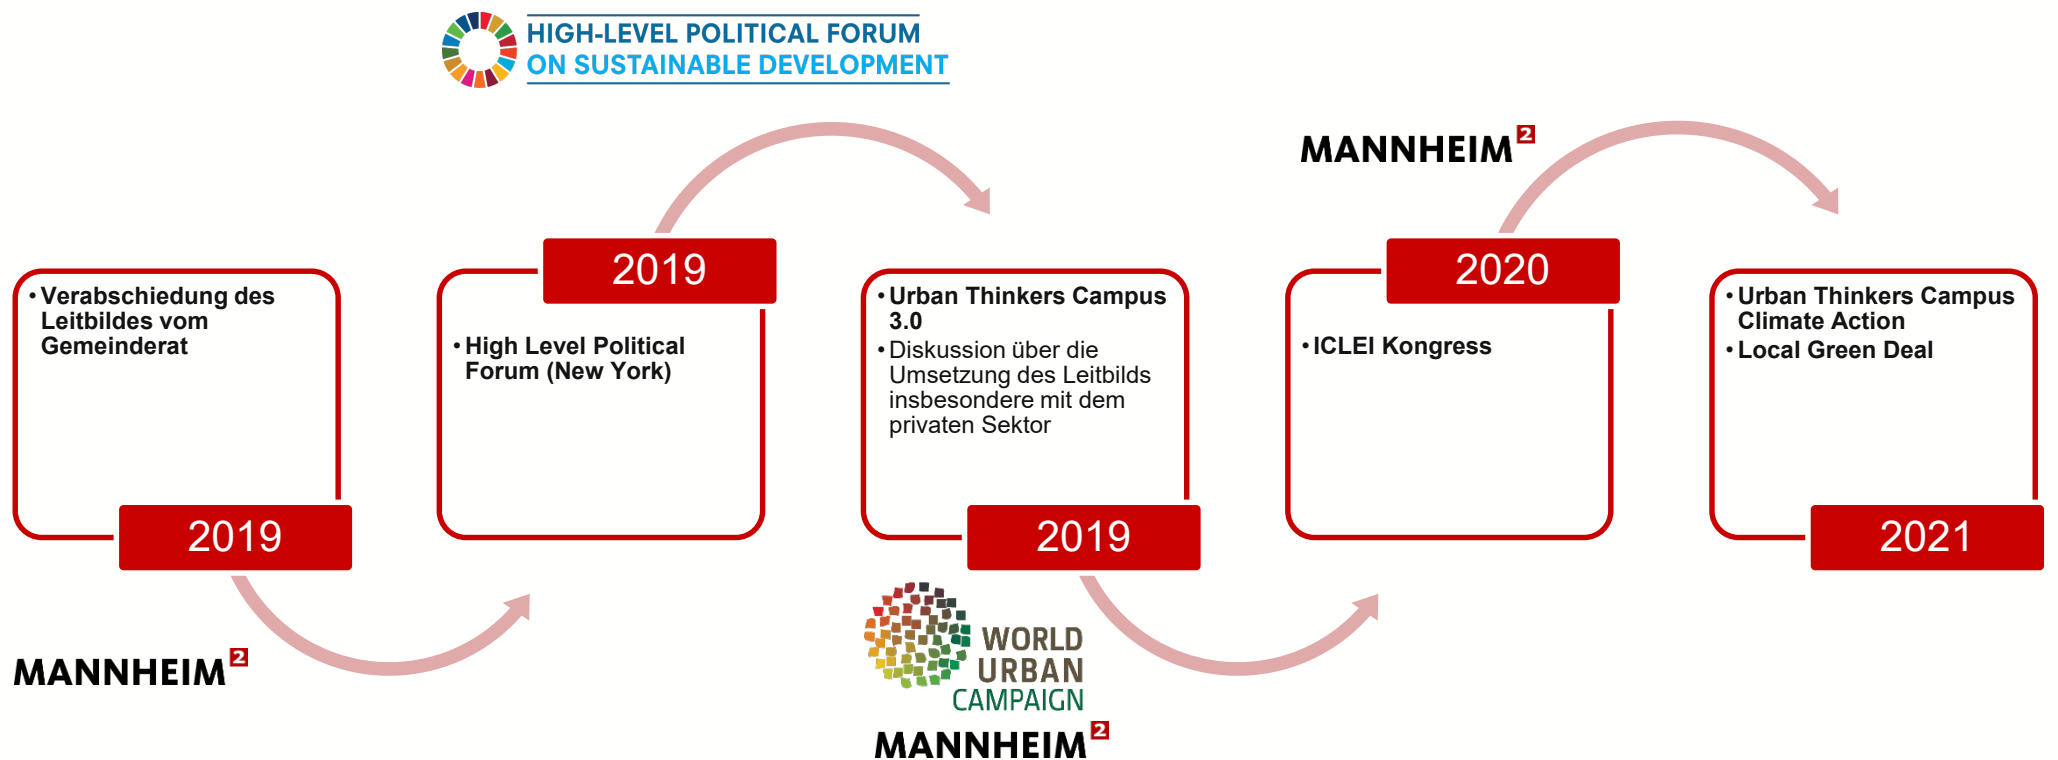 HIGH-LEVEL POLITICAL FORUM
ON SUSTAINABLE DEVELOPMENT
• Verabschiedung des
Leitbildes vom
Gemeinderat
2019
MANNHEIM²
2019
• High Level Political
Forum (New York)
• Urban Thinkers Campus
3.0
• Diskussion über die
Umsetzung des Leitbilds
insbesondere mit dem
privaten Sektor
2019
WORLD
URBAN
CAMPAIGN
MANNHEIM²
MANNHEIM²
2020
• ICLEI Kongress
• Urban Thinkers Campus
Climate Action
• Local Green Deal
2021